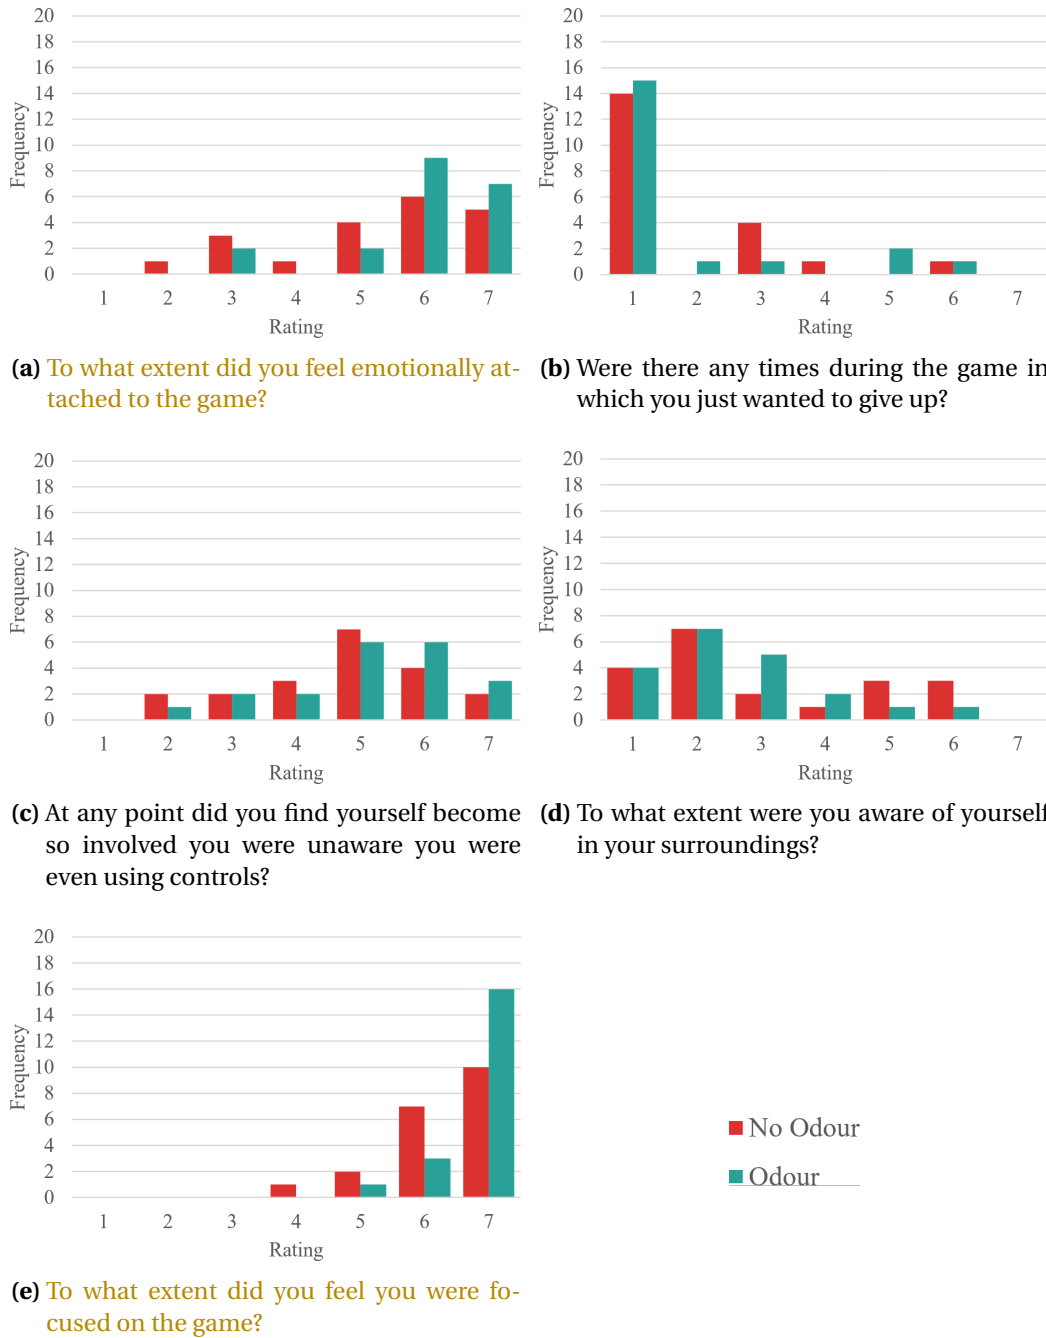 20
18
16
14
12
10
8
6
4
2
0
Frequency
1 2 3 4 5 6 7
Rating
(a) To what extent did you feel emotionally at-
tached to the game?
20
18
16
14
12
10
8
6
4
2
0
Frequency
1 2 3 4 5 6 7
Rating
(b) Were there any times during the game in
which you just wanted to give up?
20
18
16
14
12
10
8
6
4
2
0
Frequency
1 2 3 4 5 6 7
Rating
(c) At any point did you find yourself become
so involved you were unaware you were
even using controls?
20
18
16
14
12
10
8
6
4
2
0
Frequency
1 2 3 4 5 6 7
Rating
(d) To what extent were you aware of yourself
in your surroundings?
20
18
16
14
12
10
8
6
4
2
0
Frequency
1 2 3 4 5 6 7
Rating
(e) To what extent did you feel you were fo-
cused on the game?
No Odour
Odour